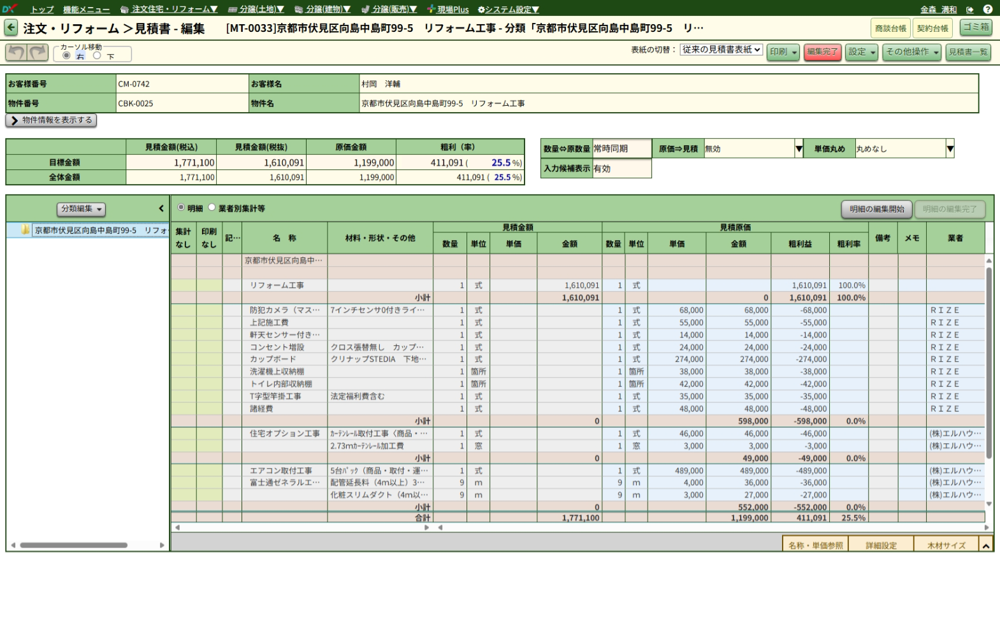 DX トップ 機能メニュー 注文住宅・リフォーム▼ 分譲(土地)▼ 分譲(建物)▼ 分譲(販売)▼ 現場Plus システム設定▼ 金森 満和
注文・リフォーム ＞見積書 - 編集 [MT-0033]京都市伏見区向島中島町99-5 リフォーム工事 - 分類「京都市伏見区向島中島町99-5 リ… 商談台帳 契約台帳 ゴミ箱
カーソル移動 右 下 表紙の切替： 従来の見積書表紙 印刷 編集完了 設定 その他操作 見積書一覧
お客様番号 CM-0742 お客様名 村岡 洋輔
物件番号 CBK-0025 物件名 京都市伏見区向島中島町99-5 リフォーム工事
物件情報を表示する
見積金額(税込) 見積金額(税抜) 原価金額 粗利（率）
目標金額 1,771,100 1,610,091 1,199,000 411,091 ( 25.5 %)
全体金額 1,771,100 1,610,091 1,199,000 411,091 ( 25.5 %)
数量⇔原数量 常時同期 原価⇒見積 無効 ▼ 単価丸め 丸めなし ▼
入力候補表示 有効
分類編集
京都市伏見区向島中島町99-5 リフォ
明細 業者別集計等 明細の編集開始 明細の編集完了
集計なし 印刷なし 記… 名 称 材料・形状・その他 見積金額 見積原価 備考 メモ 業者
数量 単位 単価 金額 数量 単位 単価 金額 粗利益 粗利率
京都市伏見区向島中…
リフォーム工事 1 式 1,610,091 1 式 1,610,091 100.0%
小計 1,610,091 0 1,610,091 100.0%
防犯カメラ（マス… 7インチセンサ0付きライ… 1 式 1 式 68,000 68,000 -68,000 ＲＩＺＥ
上記施工費 1 式 1 式 55,000 55,000 -55,000 ＲＩＺＥ
軒天センサー付き… 1 式 1 式 14,000 14,000 -14,000 ＲＩＺＥ
コンセント増設 クロス張替無し カップ… 1 式 1 式 24,000 24,000 -24,000 ＲＩＺＥ
カップボード クリナップSTEDIA 下地… 1 式 1 式 274,000 274,000 -274,000 ＲＩＺＥ
洗濯機上収納棚 1 箇所 1 箇所 38,000 38,000 -38,000 ＲＩＺＥ
トイレ内部収納棚 1 箇所 1 箇所 42,000 42,000 -42,000 ＲＩＺＥ
T字型竿掛工事 法定福利費含む 1 式 1 式 35,000 35,000 -35,000 ＲＩＺＥ
諸経費 1 式 1 式 48,000 48,000 -48,000 ＲＩＺＥ
小計 0 598,000 -598,000 0.0%
住宅オプション工事 ｶｰﾃﾝﾚｰﾙ取付工事〈商品・… 1 式 1 式 46,000 46,000 -46,000 (株)エルハウ…
2.73mｶｰﾃﾝﾚｰﾙ加工費 1 窓 1 窓 3,000 3,000 -3,000 (株)エルハウ…
小計 0 49,000 -49,000 0.0%
エアコン取付工事 5台ﾊﾟｯｸ（商品・取付・運… 1 式 1 式 489,000 489,000 -489,000 (株)エルハウ…
富士通ゼネラルエ… 配管延長料（4m以上）3… 9 m 9 m 4,000 36,000 -36,000 (株)エルハウ…
化粧スリムダクト（4m以… 9 m 9 m 3,000 27,000 -27,000 (株)エルハウ…
小計 0 552,000 -552,000 0.0%
合計 1,771,100 1,199,000 411,091 25.5%
名称・単価参照 詳細設定 木材サイズ